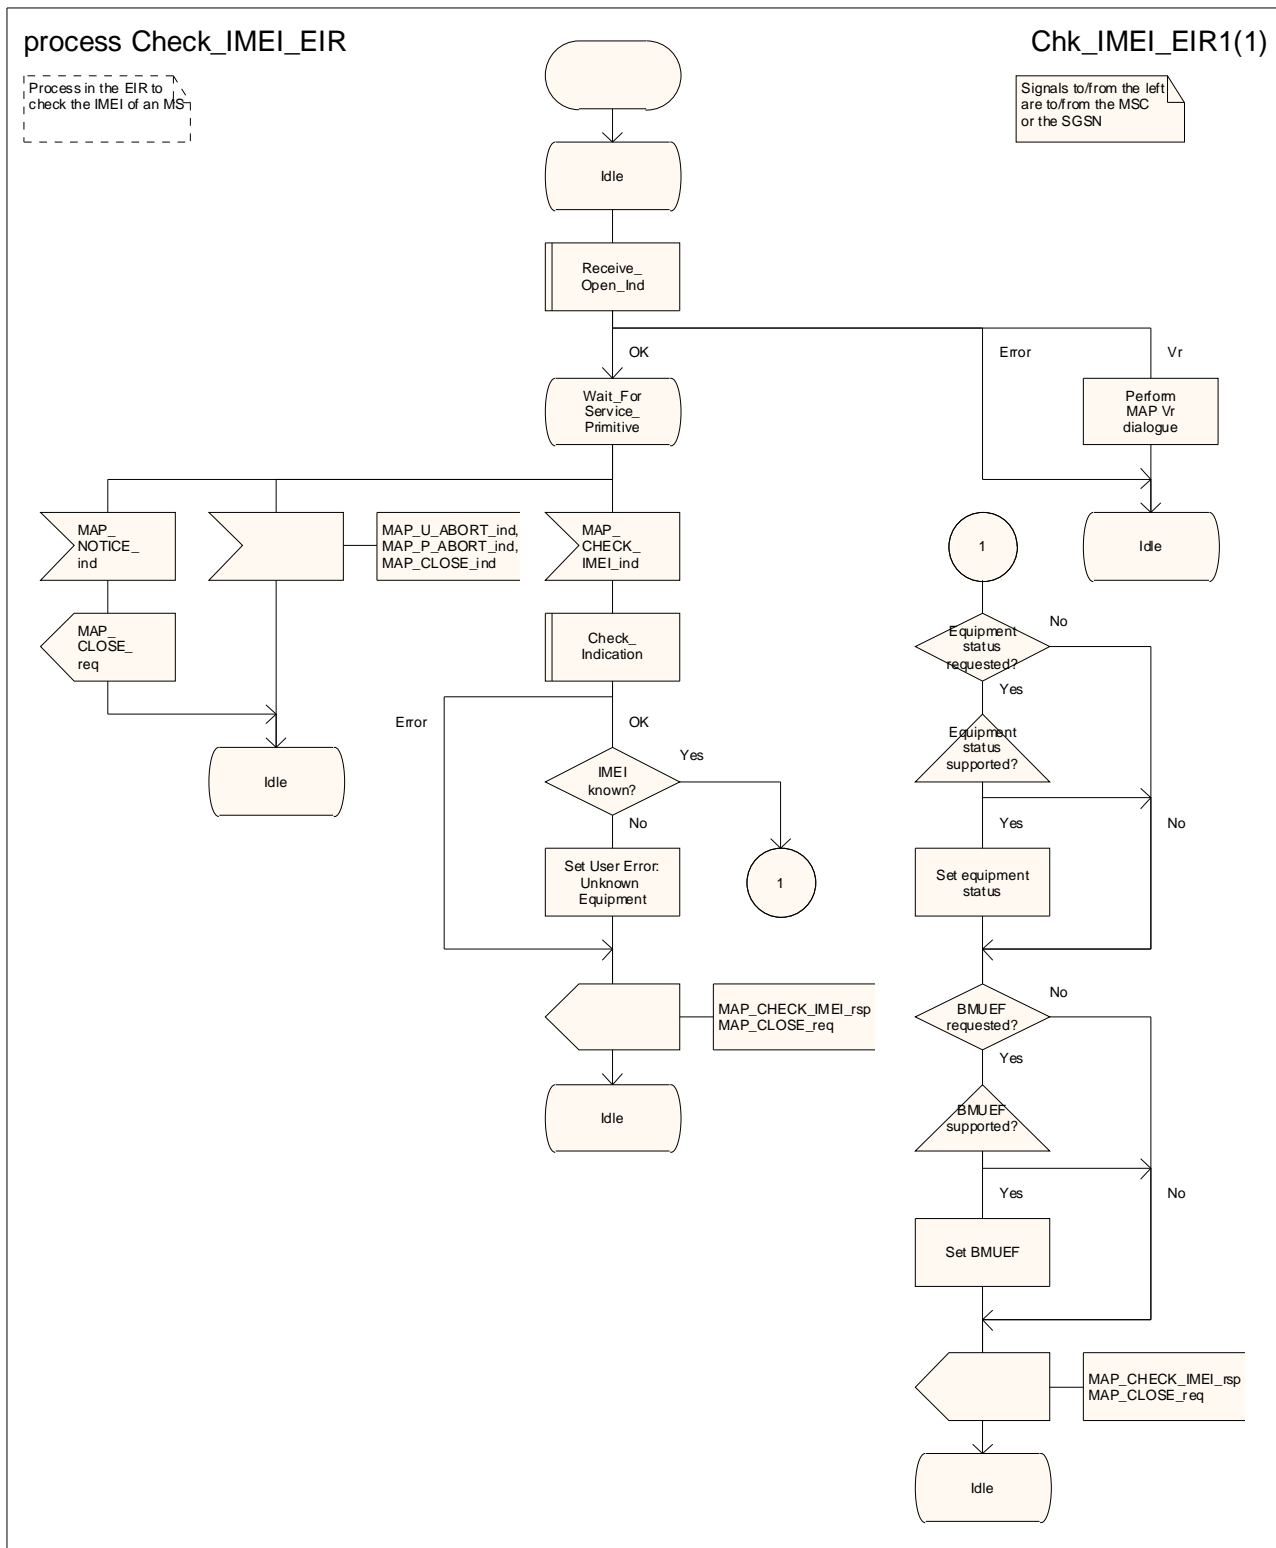 process Check_IMEI_EIR
Chk_IMEI_EIR1(1)
Process in the EIR to
check the IMEI of an MS
Signals to/from the left
are to/from the MSC
or the SGSN
Idle
Receive_
Open_Ind
OK
Error
Vr
Wait_For
Service_
Primitive
Perform
MAP Vr
dialogue
MAP_
NOTICE_
ind
MAP_U_ABORT_ind,
MAP_P_ABORT_ind,
MAP_CLOSE_ind
MAP_
CHECK_
IMEI_ind
1
Idle
MAP_
CLOSE_
req
Check_
Indication
Equipment
status
requested?
No
Yes
Error
OK
Equipment
status
supported?
Idle
IMEI
known?
Yes
No
Yes
No
Set User Error:
Unknown
Equipment
1
Set equipment
status
MAP_CHECK_IMEI_rsp
MAP_CLOSE_req
BMUEF
requested?
No
Yes
Idle
BMUEF
supported?
Yes
No
Set BMUEF
MAP_CHECK_IMEI_rsp
MAP_CLOSE_req
Idle